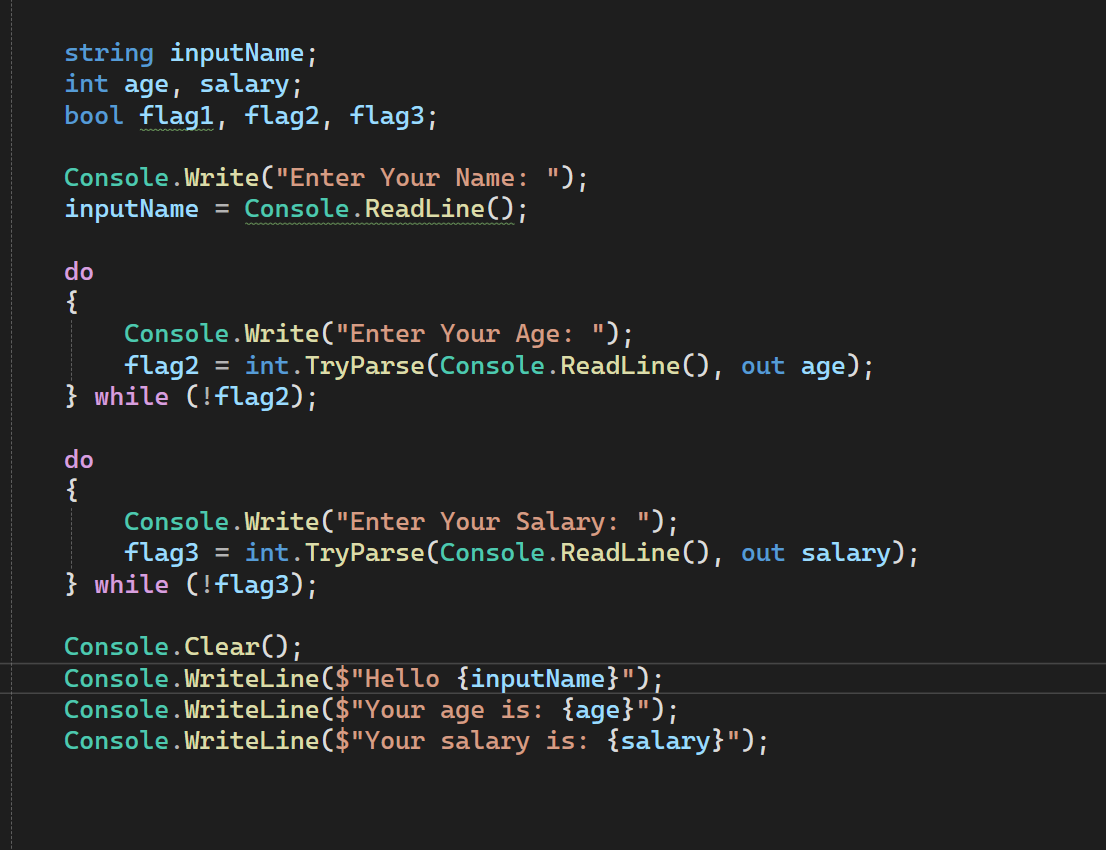 string inputName;
int age, salary;
bool flag1, flag2, flag3;
Console.Write("Enter Your Name: ");
inputName = Console.ReadLine();
do
{
Console.Write("Enter Your Age: ");
flag2 = int.TryParse(Console.ReadLine(), out age);
} while (!flag2);
do
{
Console.Write("Enter Your Salary: ");
flag3 = int.TryParse(Console.ReadLine(), out salary);
} while (!flag3);
Console.Clear();
Console.WriteLine($"Hello {inputName}");
Console.WriteLine($"Your age is: {age}");
Console.WriteLine($"Your salary is: {salary}");